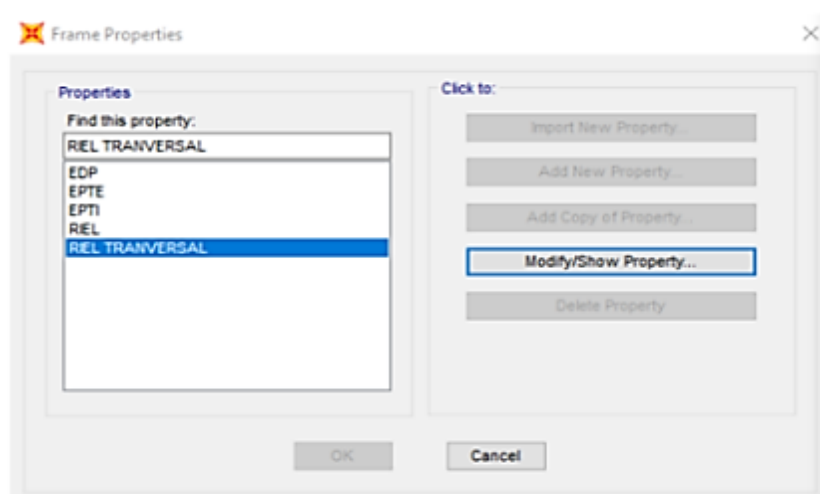 Frame Properties
Properties
Find this property:
RIEL TRANVERSAL
EDP
EPTE
EPTI
RIEL
RIEL TRANVERSAL
Click to:
Import New Property...
Add New Property...
Add Copy of Property...
Modify/Show Property...
Delete Property
OK
Cancel